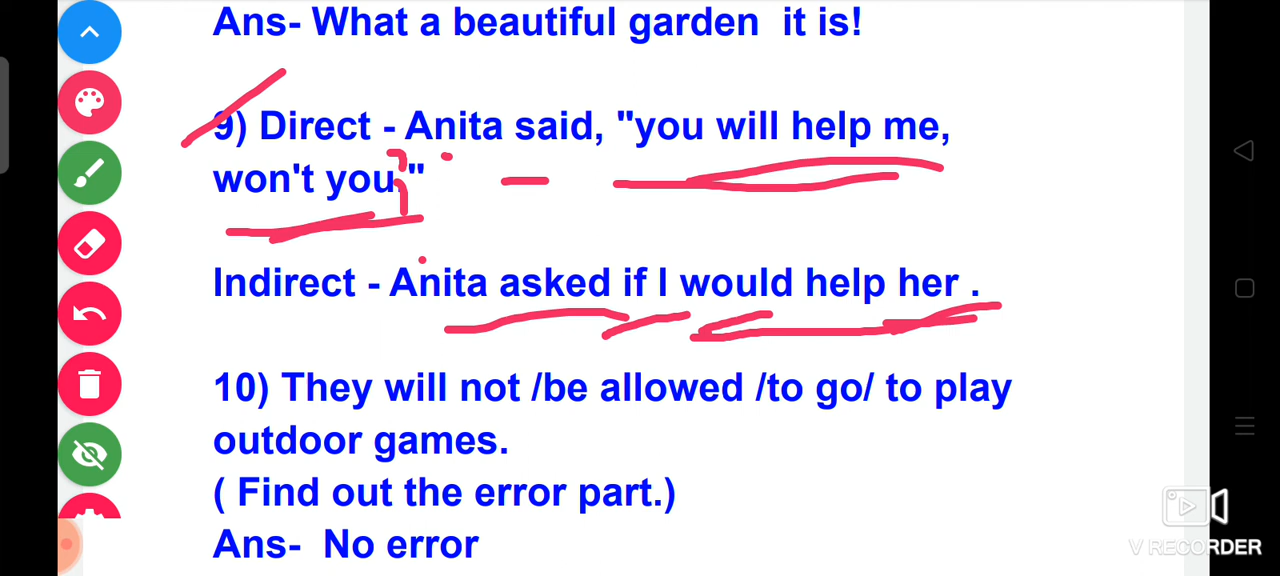 Ans- What a beautiful garden it is!
9) Direct - Anita said, "you will help me,
won't you?"
Indirect - Anita asked if I would help her .
10) They will not /be allowed /to go/ to play
outdoor games.
( Find out the error part.)
Ans- No error
V RECORDER